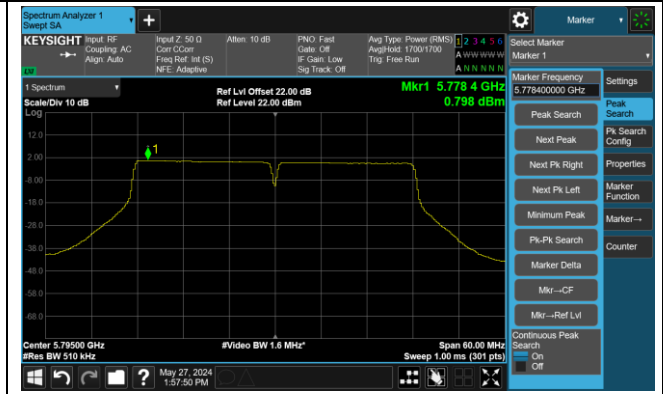 Spectrum Analyzer 1
Swept SA
+
Marker
KEYSIGHT
Input: RF
Coupling: AC
Align: Auto
Input Z: 50 Ω
Corr CCorr
Freq Ref: Int (S)
NFE: Adaptive
Atten: 10 dB
PNO: Fast
Gate: Off
IF Gain: Low
Sig Track: Off
Avg Type: Power (RMS)
Avg|Hold: 1700/1700
Trig: Free Run
1 2 3 4 5 6
A W W W W W
A N N N N N
LXI
Select Marker
Marker 1
Marker Frequency
5.778400000 GHz
Peak Search
Next Peak
Next Pk Right
Next Pk Left
Minimum Peak
Pk-Pk Search
Marker Delta
Mkr→CF
Mkr→Ref Lvl
Continuous Peak
Search
On
Off
Settings
Peak
Search
Pk Search
Config
Properties
Marker
Function
Marker→
Counter
1 Spectrum
Scale/Div 10 dB
Log
Ref Lvl Offset 22.00 dB
Ref Level 22.00 dBm
Mkr1 5.778 4 GHz
0.798 dBm
12.0
2.00
-8.00
-18.0
-28.0
-38.0
-48.0
-58.0
-68.0
1
Center 5.79500 GHz
#Res BW 510 kHz
#Video BW 1.6 MHz*
Span 60.00 MHz
Sweep 1.00 ms (301 pts)
?
May 27, 2024
1:57:50 PM